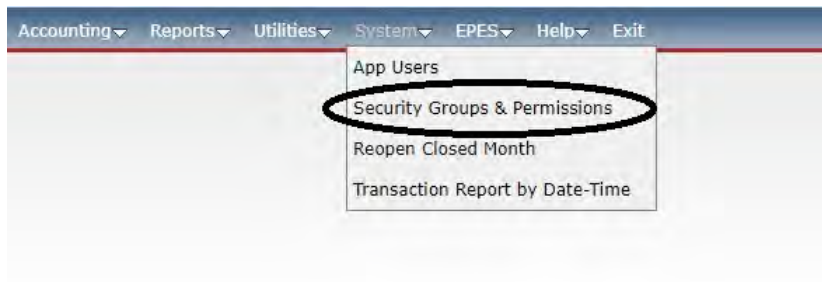 Accounting Reports Utilities System EPES Help Exit
App Users
Security Groups & Permissions
Reopen Closed Month
Transaction Report by Date-Time